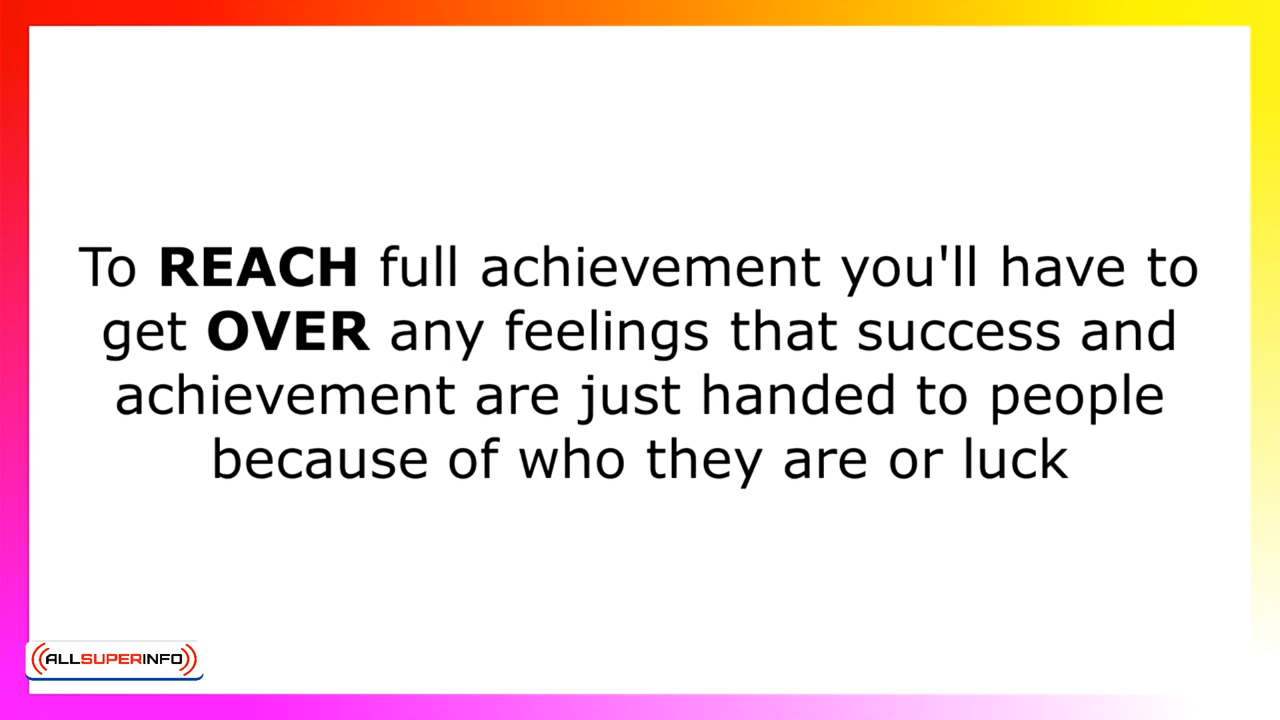 To REACH full achievement you'll have to
get OVER any feelings that success and
achievement are just handed to people
because of who they are or luck
ALLSUPERINFO